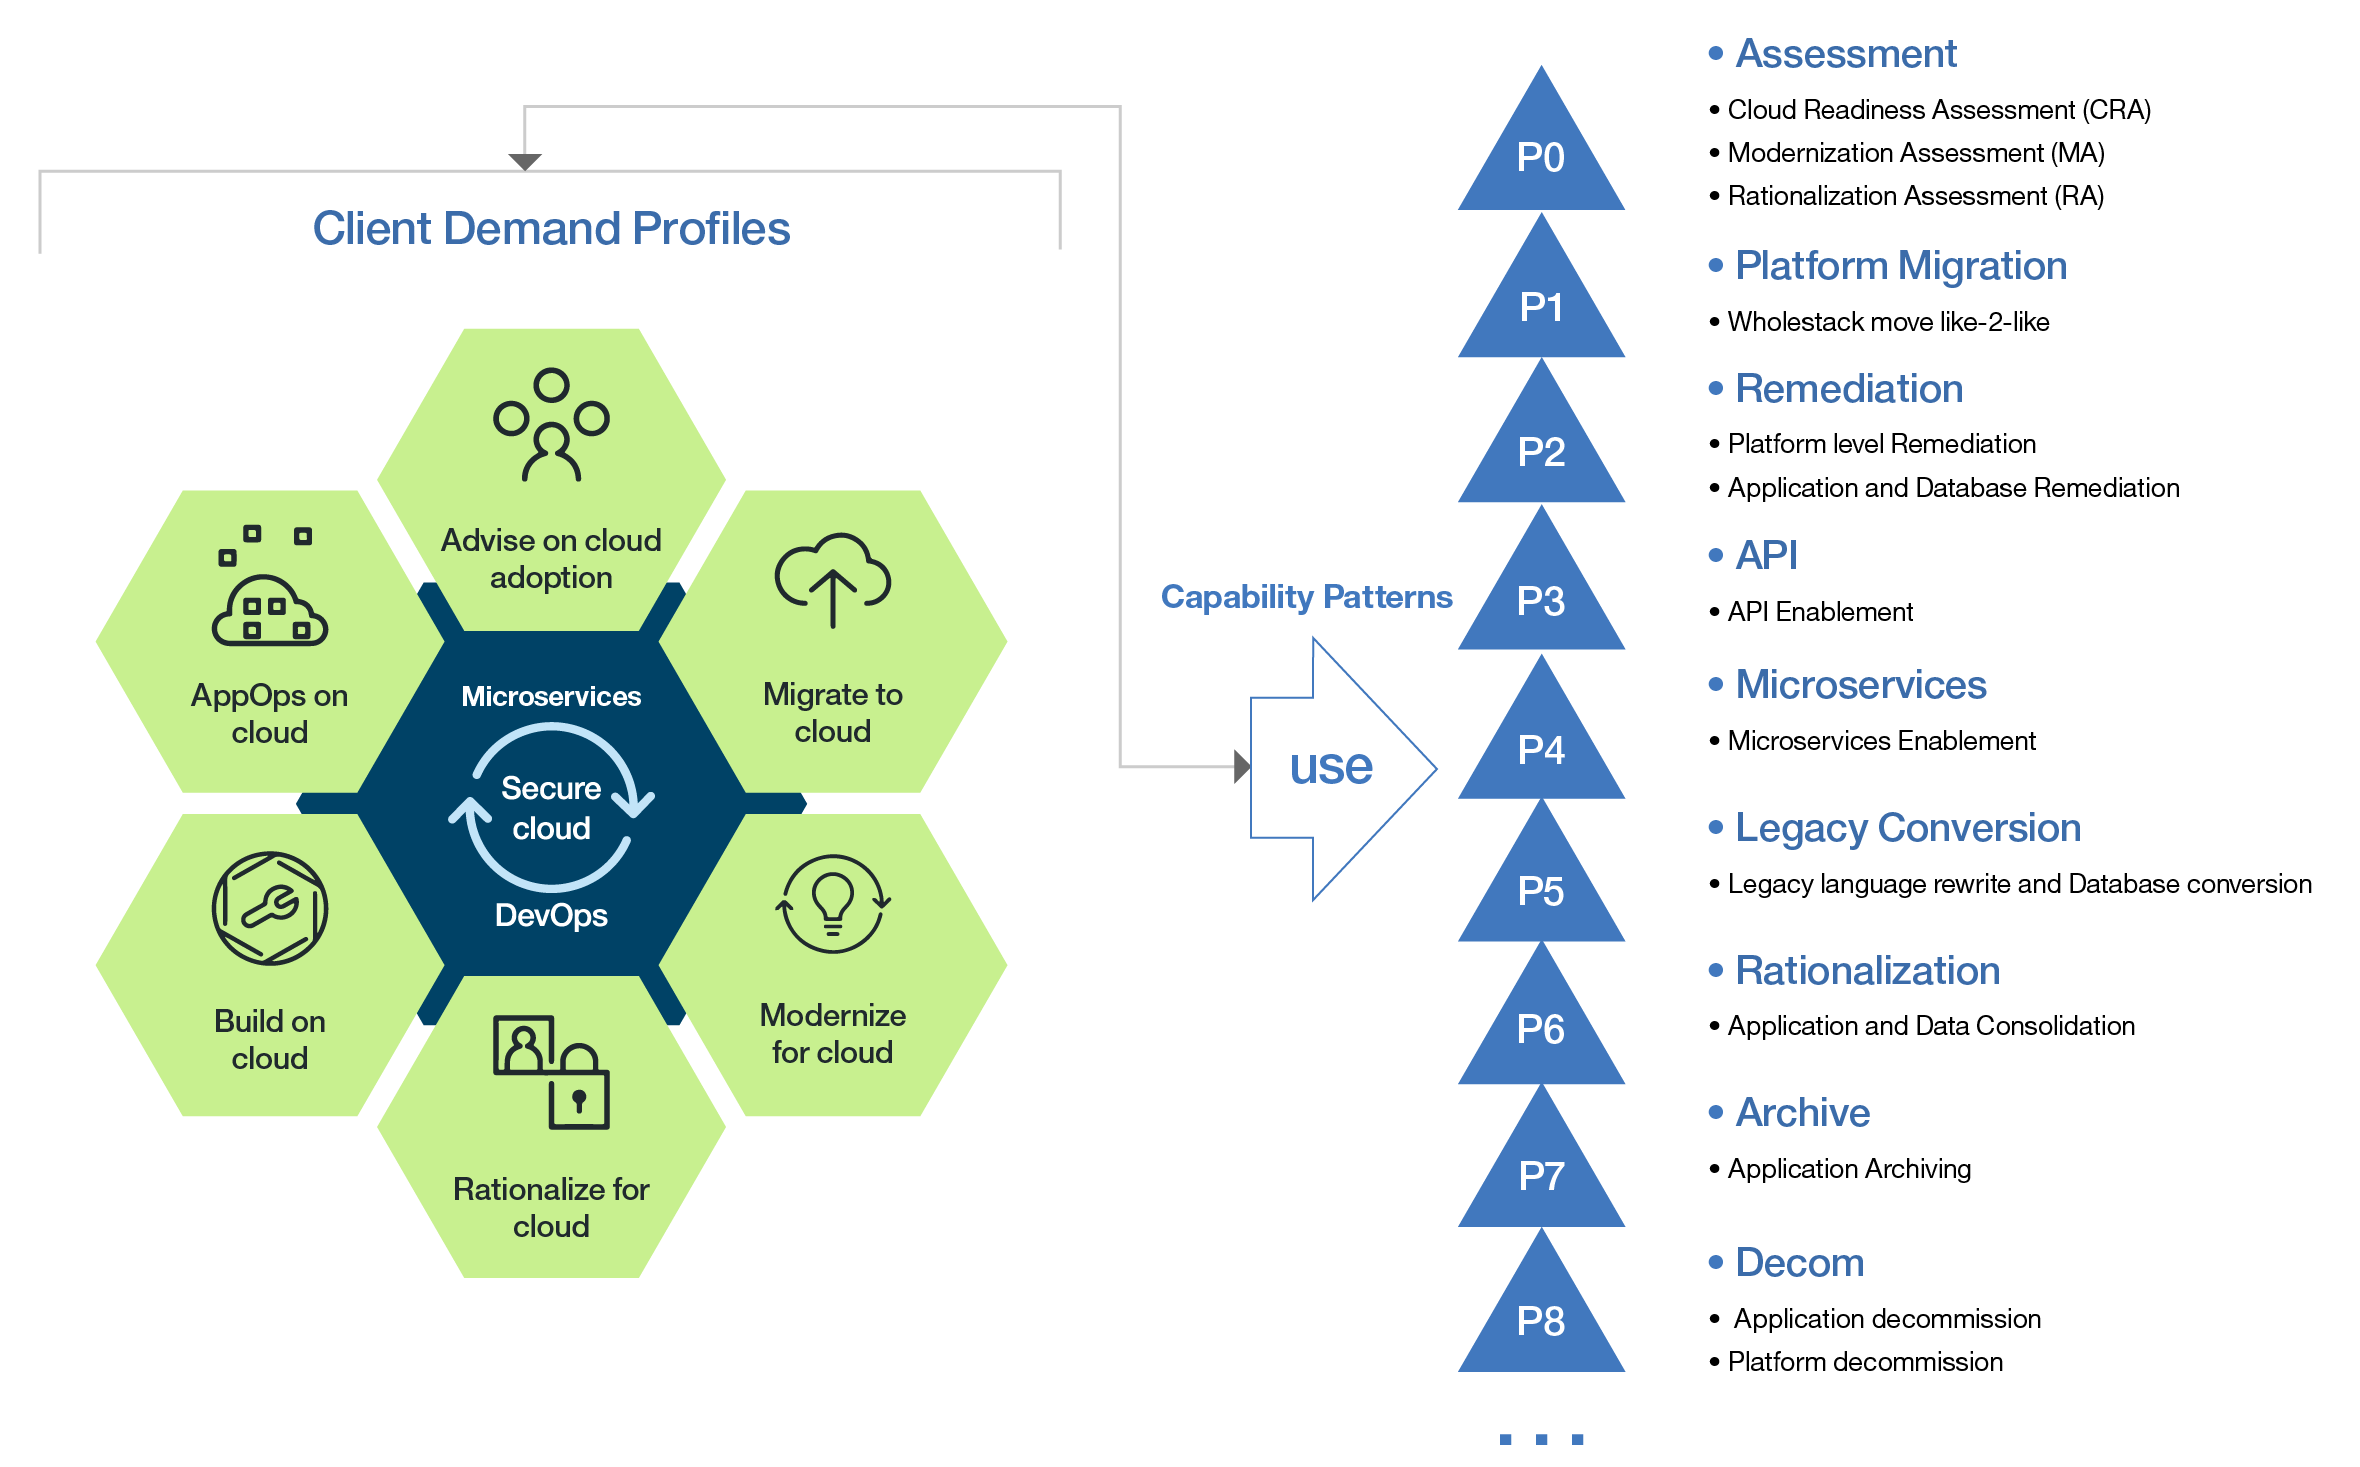 Client Demand Profiles
Advise on cloud
adoption
AppOps on
cloud
Migrate to
cloud
Microservices
Secure
cloud
DevOps
Build on
cloud
Modernize
for cloud
Rationalize for
cloud
Capability Patterns
use
P0
• Assessment
• Cloud Readiness Assessment (CRA)
• Modernization Assessment (MA)
• Rationalization Assessment (RA)
P1
• Platform Migration
• Wholestack move like-2-like
P2
• Remediation
• Platform level Remediation
• Application and Database Remediation
P3
• API
• API Enablement
P4
• Microservices
• Microservices Enablement
P5
• Legacy Conversion
• Legacy language rewrite and Database conversion
P6
• Rationalization
• Application and Data Consolidation
P7
• Archive
• Application Archiving
P8
• Decom
• Application decommission
• Platform decommission
...